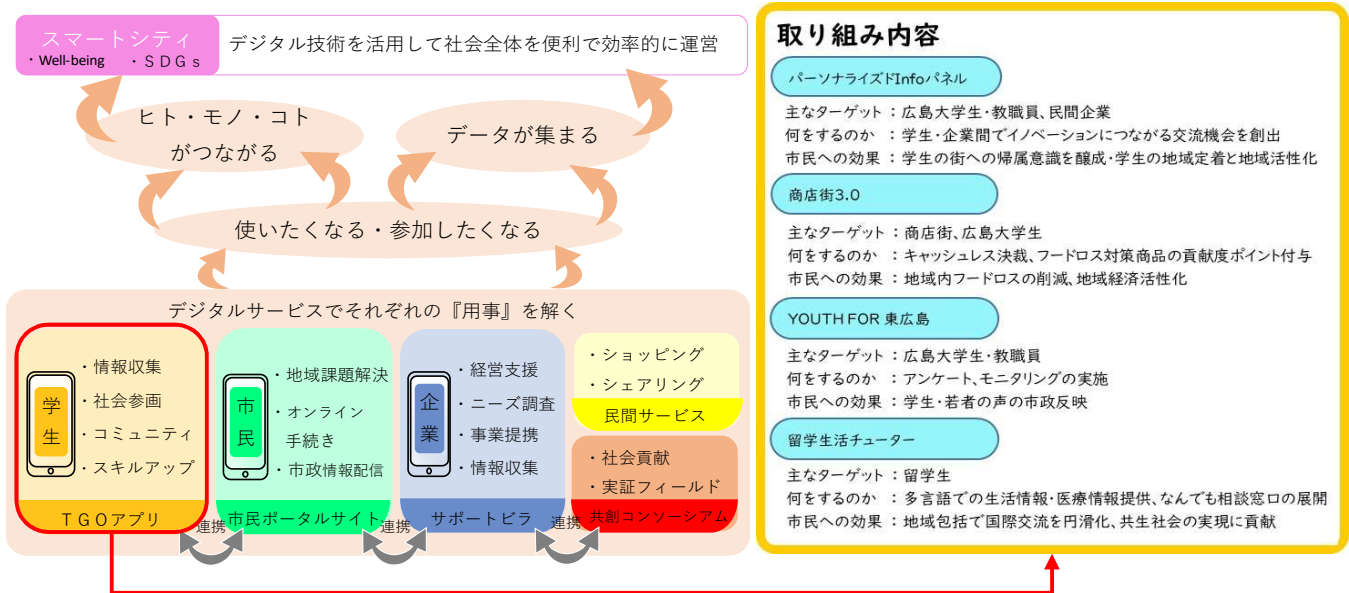 スマートシティ
・Well-being ・ＳＤＧｓ
デジタル技術を活用して社会全体を便利で効率的に運営
ヒト・モノ・コト
がつながる
データが集まる
使いたくなる・参加したくなる
デジタルサービスでそれぞれの『用事』を解く
学生
・情報収集
・社会参画
・コミュニティ
・スキルアップ
ＴＧＯアプリ
市民
・地域課題解決
・オンライン
手続き
・市政情報配信
市民ポータルサイト
企業
・経営支援
・ニーズ調査
・事業提携
・情報収集
サポートビラ
・ショッピング
・シェアリング
民間サービス
・社会貢献
・実証フィールド
共創コンソーシアム
連携
連携
連携
取り組み内容
パーソナライズドInfoパネル
主なターゲット：広島大学生・教職員、民間企業
何をするのか ：学生・企業間でイノベーションにつながる交流機会を創出
市民への効果：学生の街への帰属意識を醸成・学生の地域定着と地域活性化
商店街3.0
主なターゲット：商店街、広島大学生
何をするのか ：キャッシュレス決裁、フードロス対策商品の貢献度ポイント付与
市民への効果：地域内フードロスの削減、地域経済活性化
YOUTH FOR 東広島
主なターゲット：広島大学生・教職員
何をするのか ：アンケート、モニタリングの実施
市民への効果：学生・若者の声の市政反映
留学生活チューター
主なターゲット：留学生
何をするのか ：多言語での生活情報・医療情報提供、なんでも相談窓口の展開
市民への効果：地域包括で国際交流を円滑化、共生社会の実現に貢献